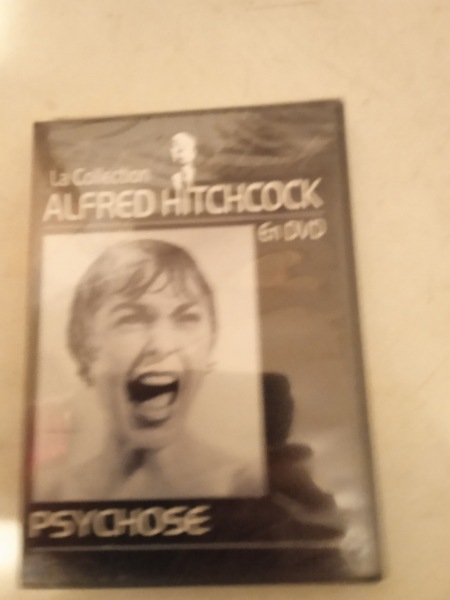 La Collection
ALFRED HITCHCOCK
En DVD
PSYCHOSE